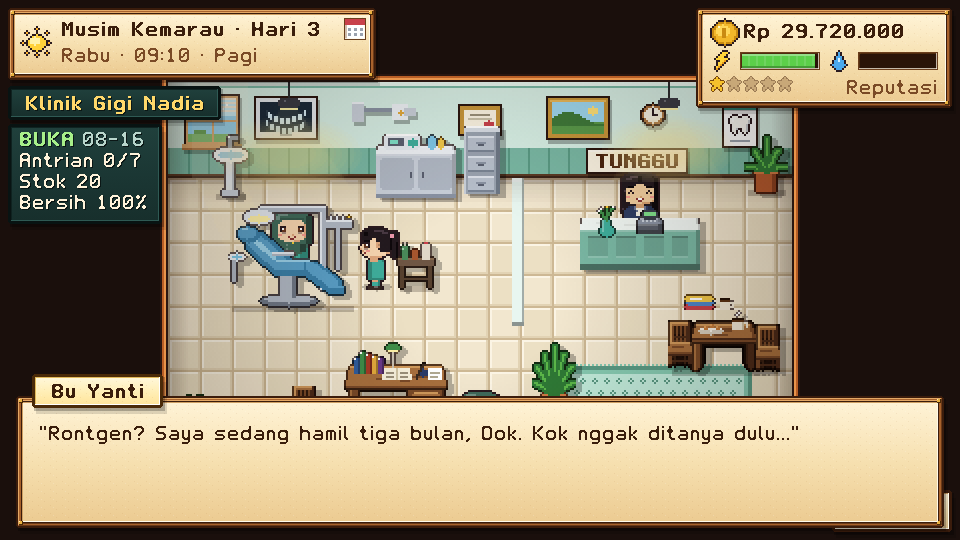 Musim Kemarau · Hari 3
Rabu · 09:10 · Pagi
Rp 29.720.000
Reputasi
Klinik Gigi Nadia
BUKA 08-16
Antrian 0/7
Stok 20
Bersih 100%
TUNGGU
Bu Yanti
"Rontgen? Saya sedang hamil tiga bulan, Dok. Kok nggak ditanya dulu..."